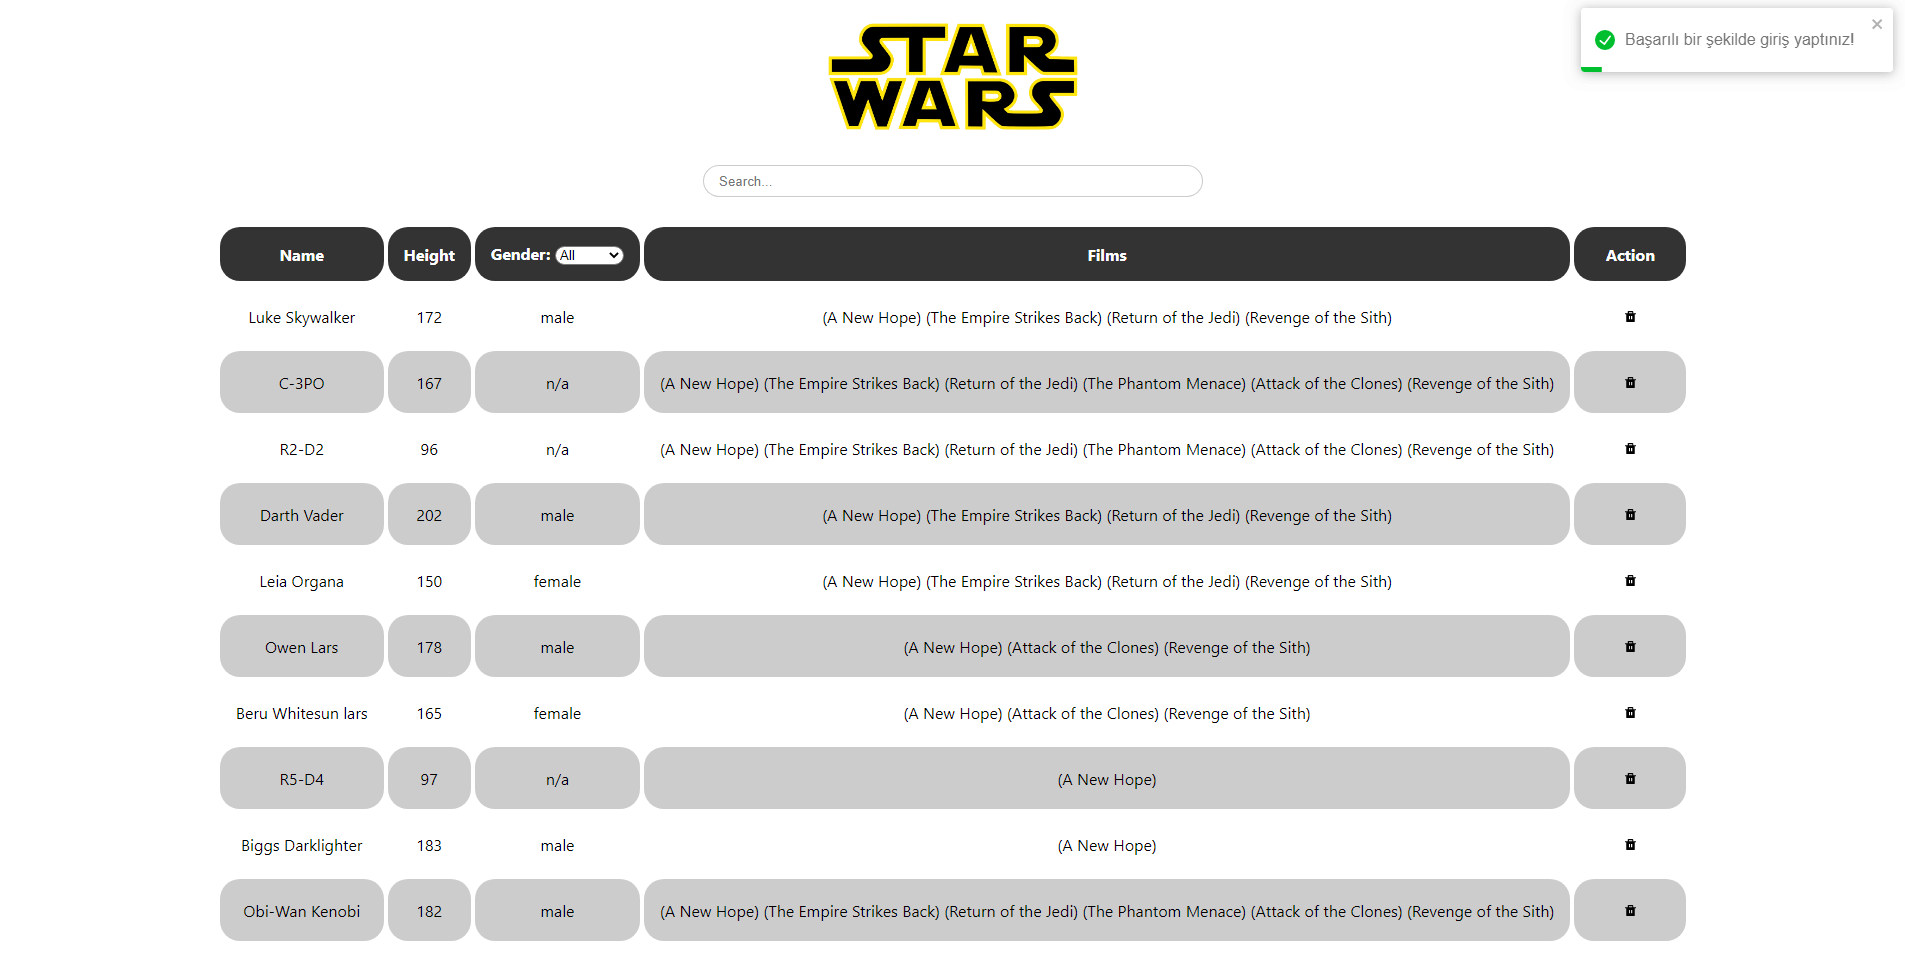 STAR
WARS
Başarılı bir şekilde giriş yaptınız!
Search...
Name Height Gender: All Films Action
Luke Skywalker 172 male (A New Hope) (The Empire Strikes Back) (Return of the Jedi) (Revenge of the Sith)
C-3PO 167 n/a (A New Hope) (The Empire Strikes Back) (Return of the Jedi) (The Phantom Menace) (Attack of the Clones) (Revenge of the Sith)
R2-D2 96 n/a (A New Hope) (The Empire Strikes Back) (Return of the Jedi) (The Phantom Menace) (Attack of the Clones) (Revenge of the Sith)
Darth Vader 202 male (A New Hope) (The Empire Strikes Back) (Return of the Jedi) (Revenge of the Sith)
Leia Organa 150 female (A New Hope) (The Empire Strikes Back) (Return of the Jedi) (Revenge of the Sith)
Owen Lars 178 male (A New Hope) (Attack of the Clones) (Revenge of the Sith)
Beru Whitesun lars 165 female (A New Hope) (Attack of the Clones) (Revenge of the Sith)
R5-D4 97 n/a (A New Hope)
Biggs Darklighter 183 male (A New Hope)
Obi-Wan Kenobi 182 male (A New Hope) (The Empire Strikes Back) (Return of the Jedi) (The Phantom Menace) (Attack of the Clones) (Revenge of the Sith)